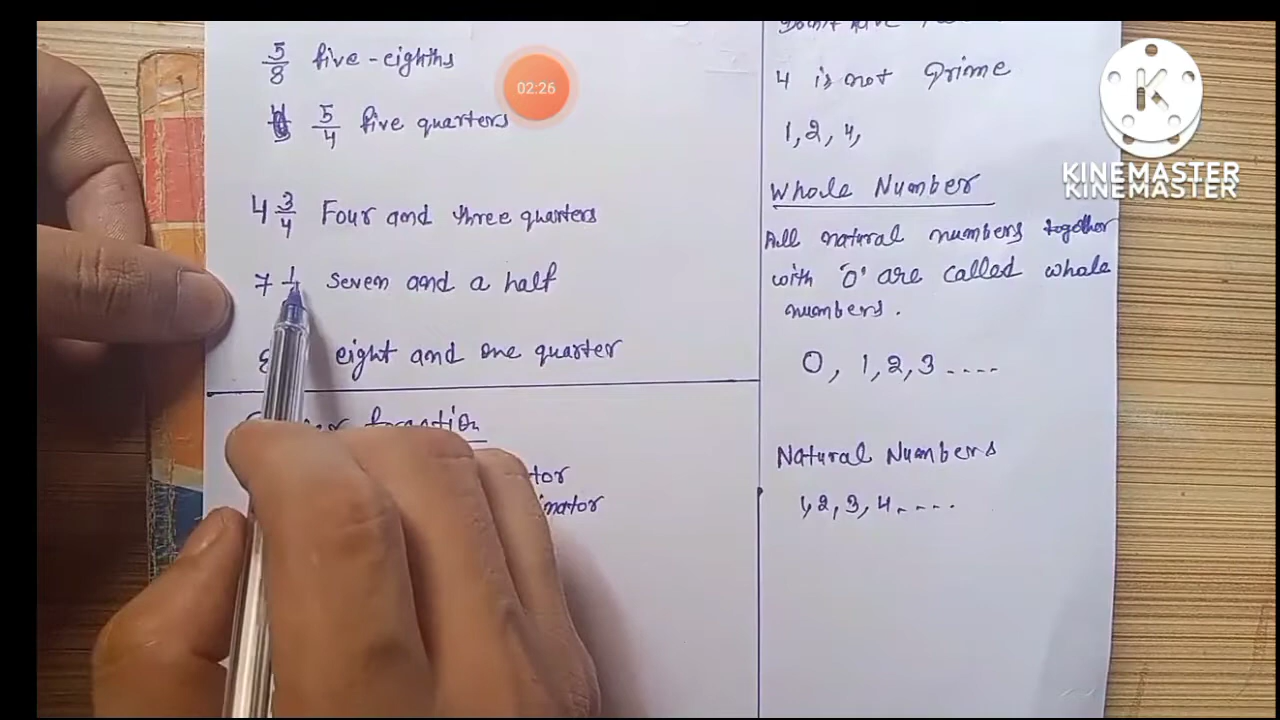 5/8 five-eighths
5/4 five quarters
4 3/4 Four and three quarters
7 seven and a half
eight and one quarter
fraction
02:26
4 is not prime
1, 2, 4,
Whole Number
All natural numbers together
with '0' are called whole
numbers.
0, 1, 2, 3 ....
Natural Numbers
1, 2, 3, 4 ....
KINEMASTER
KINEMASTER